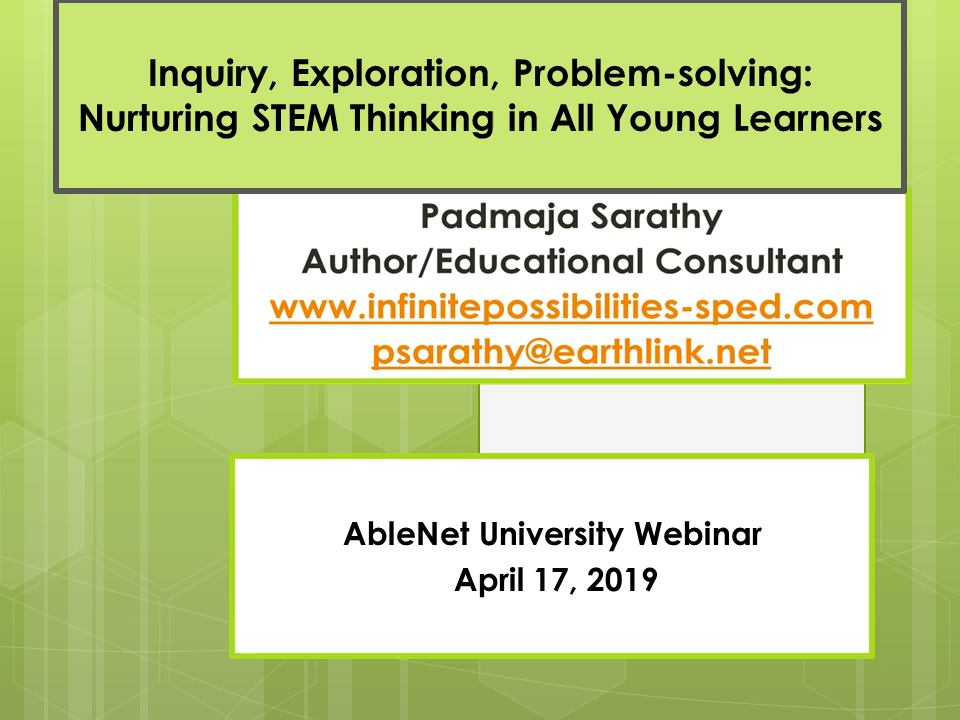 Inquiry, Exploration, Problem-solving:
Nurturing STEM Thinking in All Young Learners
Padmaja Sarathy
Author/Educational Consultant
www.infinitepossibilities-sped.com
psarathy@earthlink.net
AbleNet University Webinar
April 17, 2019